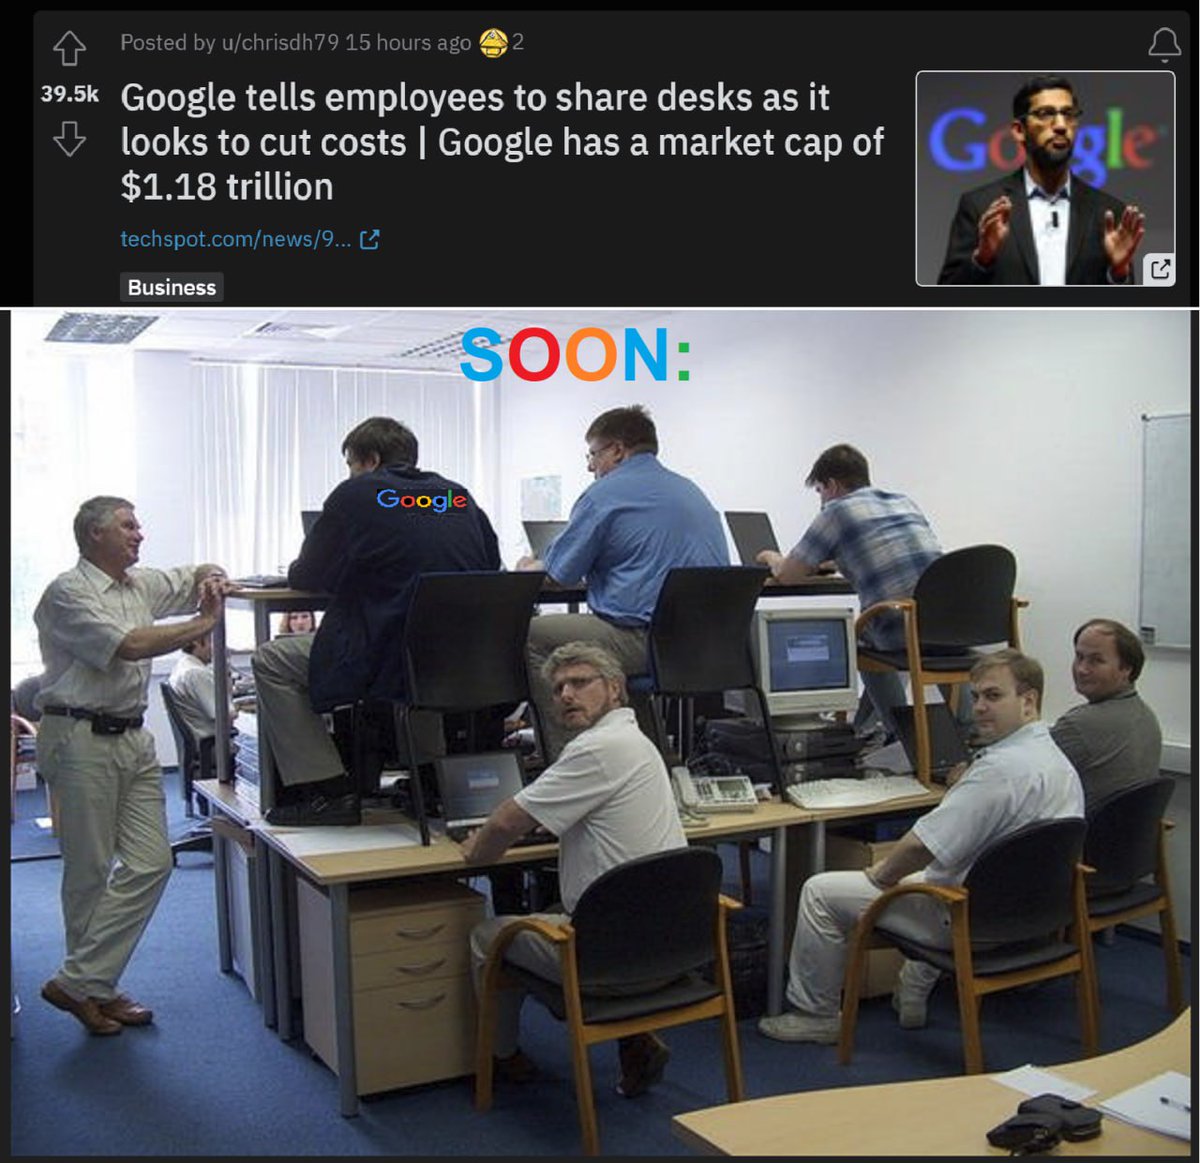 Posted by u/chrisdh79 15 hours ago 2
39.5k
Google tells employees to share desks as it
looks to cut costs | Google has a market cap of
$1.18 trillion
techspot.com/news/9...
Business
Google
SOON:
Google